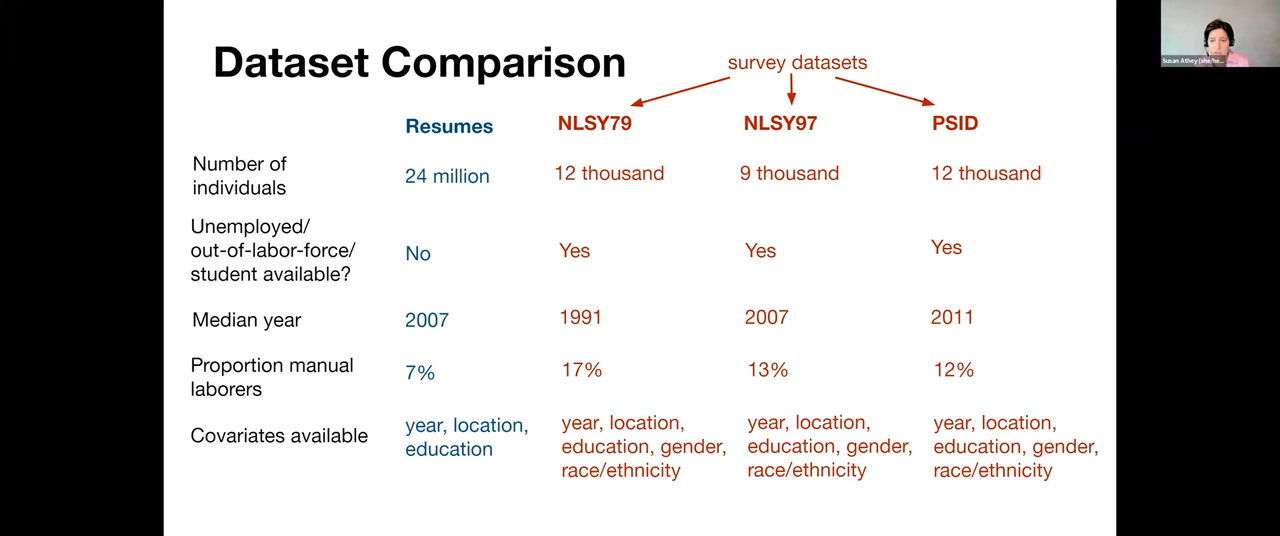 Dataset Comparison
survey datasets
Susan Athey (she/he...
Resumes NLSY79 NLSY97 PSID
Number of
individuals
24 million 12 thousand 9 thousand 12 thousand
Unemployed/
out-of-labor-force/
student available?
No Yes Yes Yes
Median year 2007 1991 2007 2011
Proportion manual
laborers
7% 17% 13% 12%
Covariates available
year, location,
education
year, location,
education, gender,
race/ethnicity
year, location,
education, gender,
race/ethnicity
year, location,
education, gender,
race/ethnicity